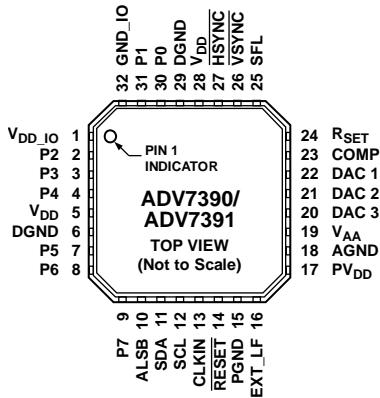 32 GND_IO
31 P1
30 P0
29 DGND
28 VDD
27 HSYNC
26 VSYNC
25 SFL
VDD_IO 1
P2 2
P3 3
P4 4
VDD 5
DGND 6
P5 7
P6 8
PIN 1
INDICATOR
ADV7390/
ADV7391
TOP VIEW
(Not to Scale)
24 RSET
23 COMP
22 DAC 1
21 DAC 2
20 DAC 3
19 VAA
18 AGND
17 PVDD
P7 9
ALSB 10
SDA 11
SCL 12
CLKIN 13
RESET 14
PGND 15
EXT_LF 16